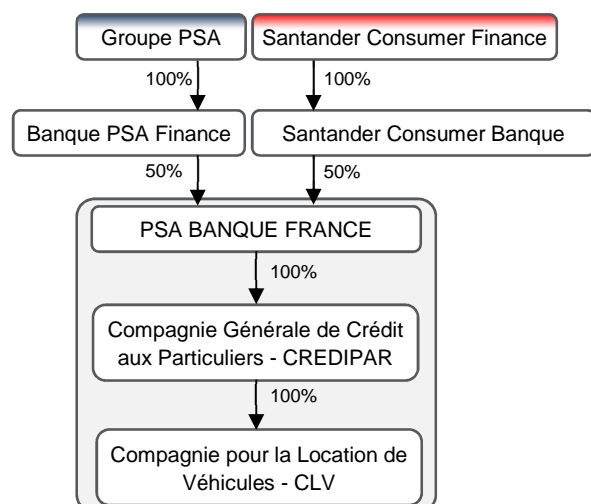 Groupe PSA
Santander Consumer Finance
100%
100%
Banque PSA Finance
Santander Consumer Banque
50%
50%
PSA BANQUE FRANCE
100%
Compagnie Générale de Crédit
aux Particuliers - CREDIPAR
100%
Compagnie pour la Location de
Véhicules - CLV